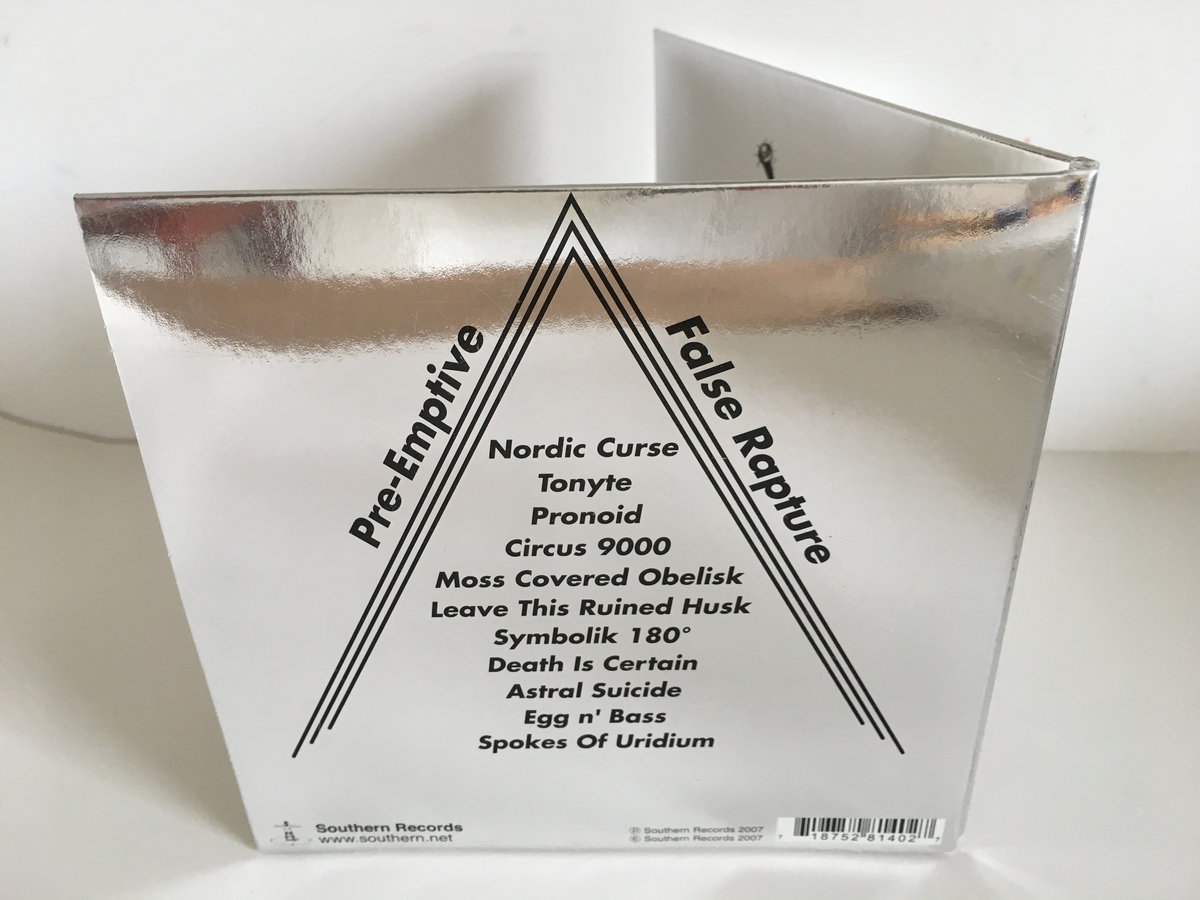 Pre-Emptive
False Rapture
Nordic Curse
Tonyte
Pronoid
Circus 9000
Moss Covered Obelisk
Leave This Ruined Husk
Symbolik 180°
Death Is Certain
Astral Suicide
Egg n' Bass
Spokes Of Uridium
Southern Records
www.southern.net
℗ Southern Records 2007
© Southern Records 2007
7 18752 81402 7